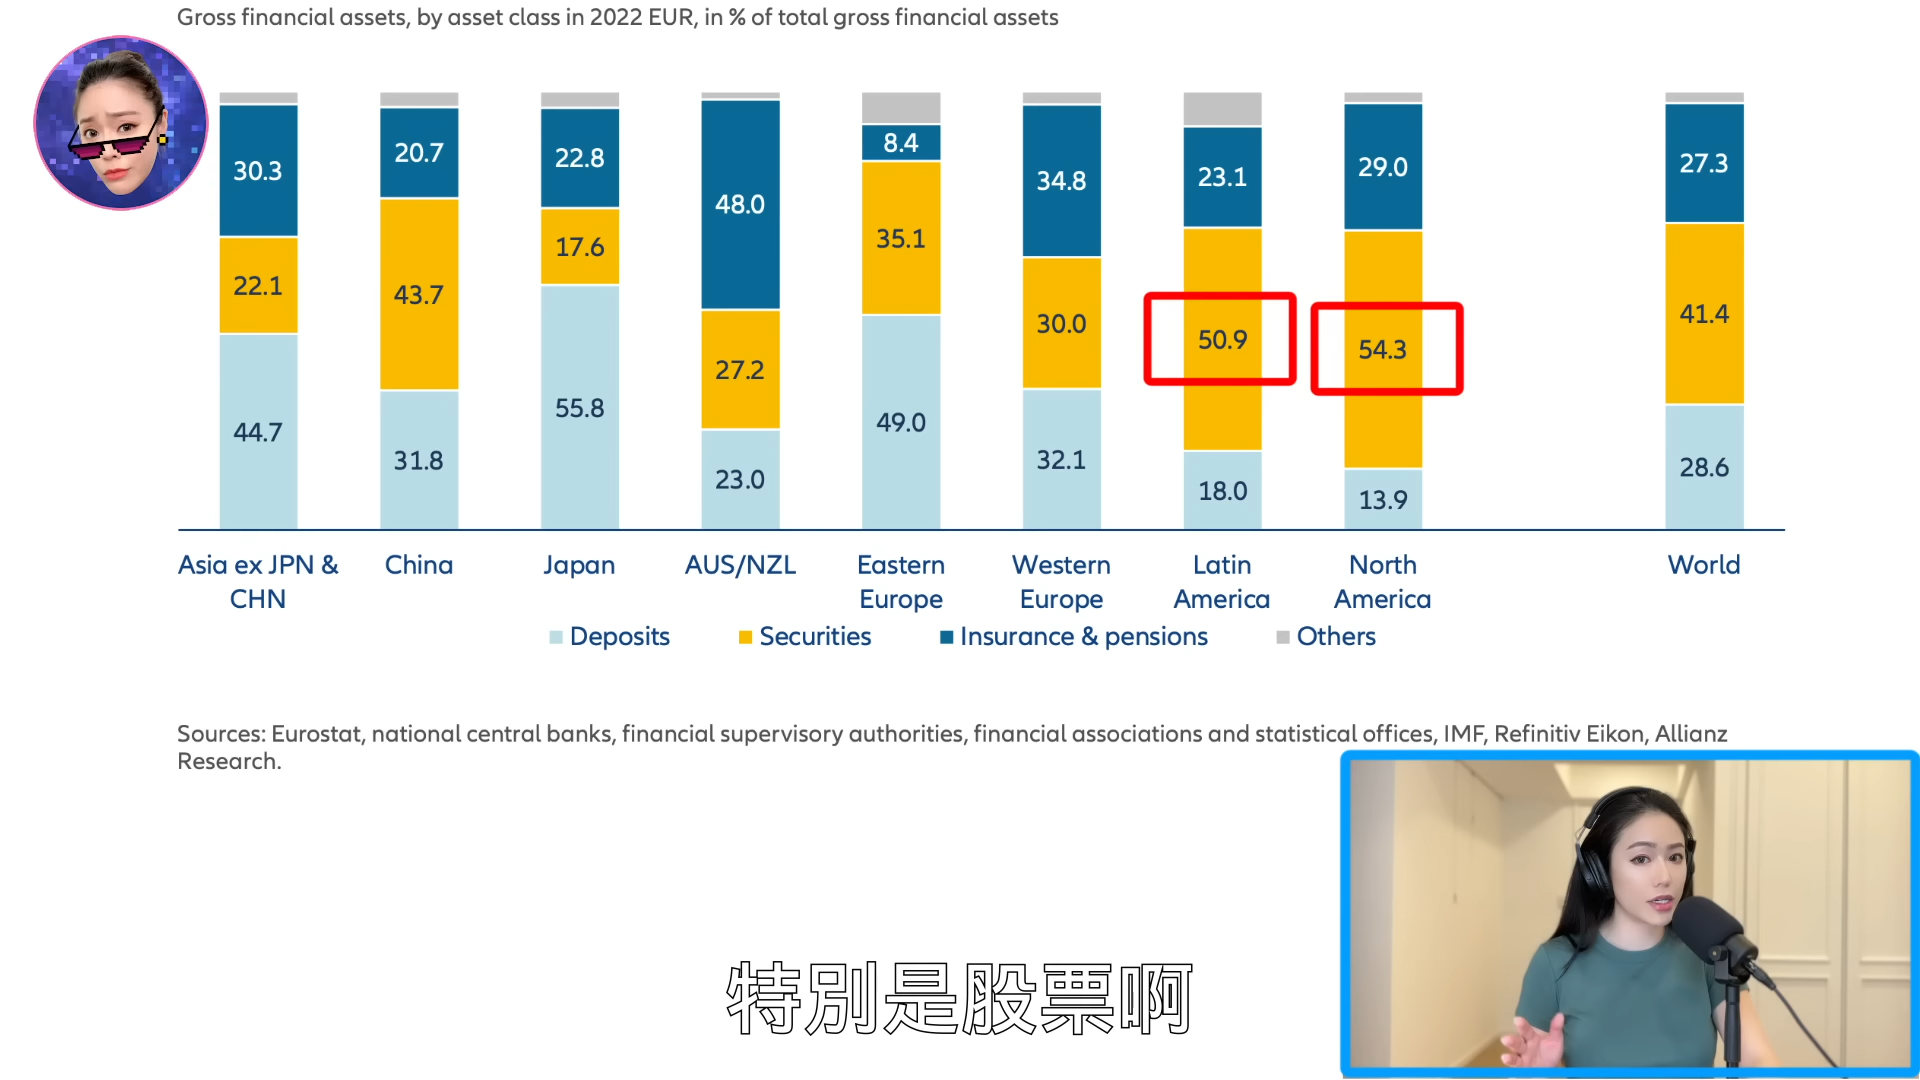 Gross financial assets, by asset class in 2022 EUR, in % of total gross financial assets
30.3
20.7
22.8
48.0
8.4
34.8
23.1
29.0
27.3
22.1
43.7
17.6
27.2
35.1
30.0
50.9
54.3
41.4
44.7
31.8
55.8
23.0
49.0
32.1
18.0
13.9
28.6
Asia ex JPN &
CHN
China
Japan
AUS/NZL
Eastern
Europe
Western
Europe
Latin
America
North
America
World
Deposits
Securities
Insurance & pensions
Others
Sources: Eurostat, national central banks, financial supervisory authorities, financial associations and statistical offices, IMF, Refinitiv Eikon, Allianz
Research.
特別是股票啊